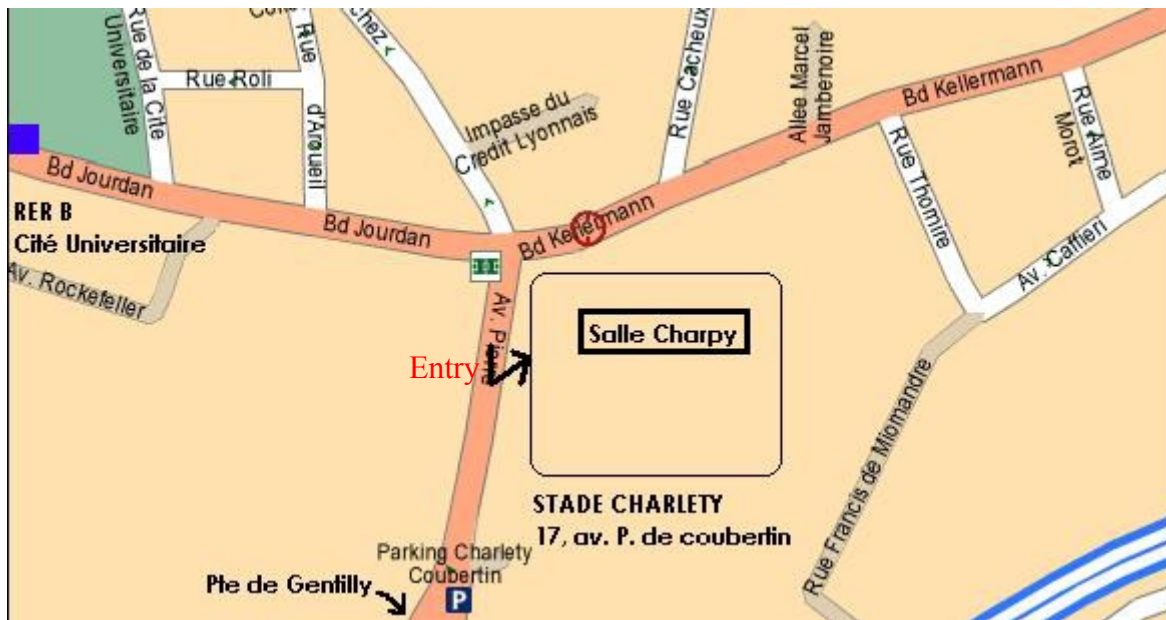 Universitaire
Rue de la Cite
Rue Roli
Rue
d'Arcueil
Impasse du
Credit Lyonnais
Rue Cacheux
Allee Marcel
Jambenoire
Bd Kellermann
Rue Aime
Morot
Rue Thomire
Av. Caffieri
Bd Jourdan
Bd Jourdan
Bd Kellermann
RER B
Cité Universitaire
Av. Rockefeller
Av. Pierre
Entry
Salle Charpy
Rue Francis de Miomandre
STADE CHARLETY
17, av. P. de coubertin
Parking Charlety
Coubertin
P
Pte de Gentilly